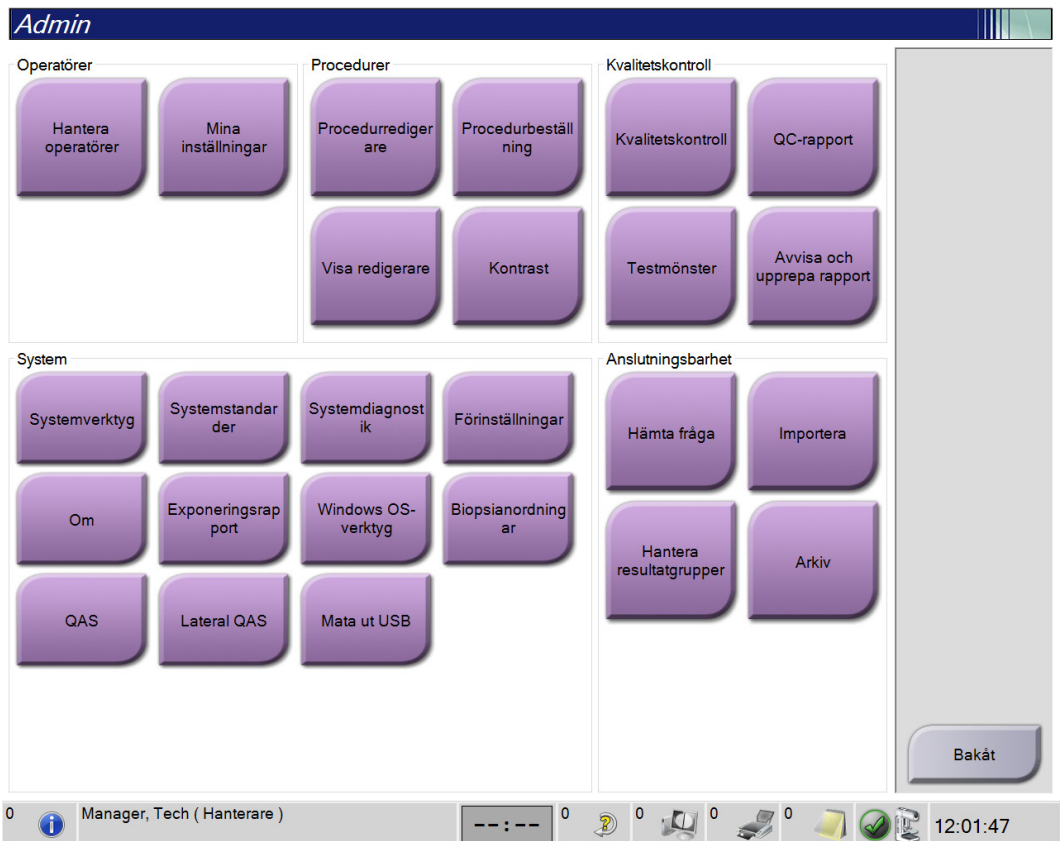 Admin
Operatörer
Hantera
operatörer
Mina
inställningar
Procedurer
Procedurrediger
are
Procedurbeställ
ning
Visa redigerare
Kontrast
Kvalitetskontroll
Kvalitetskontroll
QC-rapport
Testmönster
Avvisa och
upprepa rapport
System
Systemverktyg
Systemstandar
der
Systemdiagnost
ik
Förinställningar
Om
Exponeringsrap
port
Windows OS-
verktyg
Biopsianordning
ar
QAS
Lateral QAS
Mata ut USB
Anslutningsbarhet
Hämta fråga
Importera
Hantera
resultatgrupper
Arkiv
Bakåt
0
Manager, Tech ( Hanterare )
--:--
0
0
0
0
12:01:47